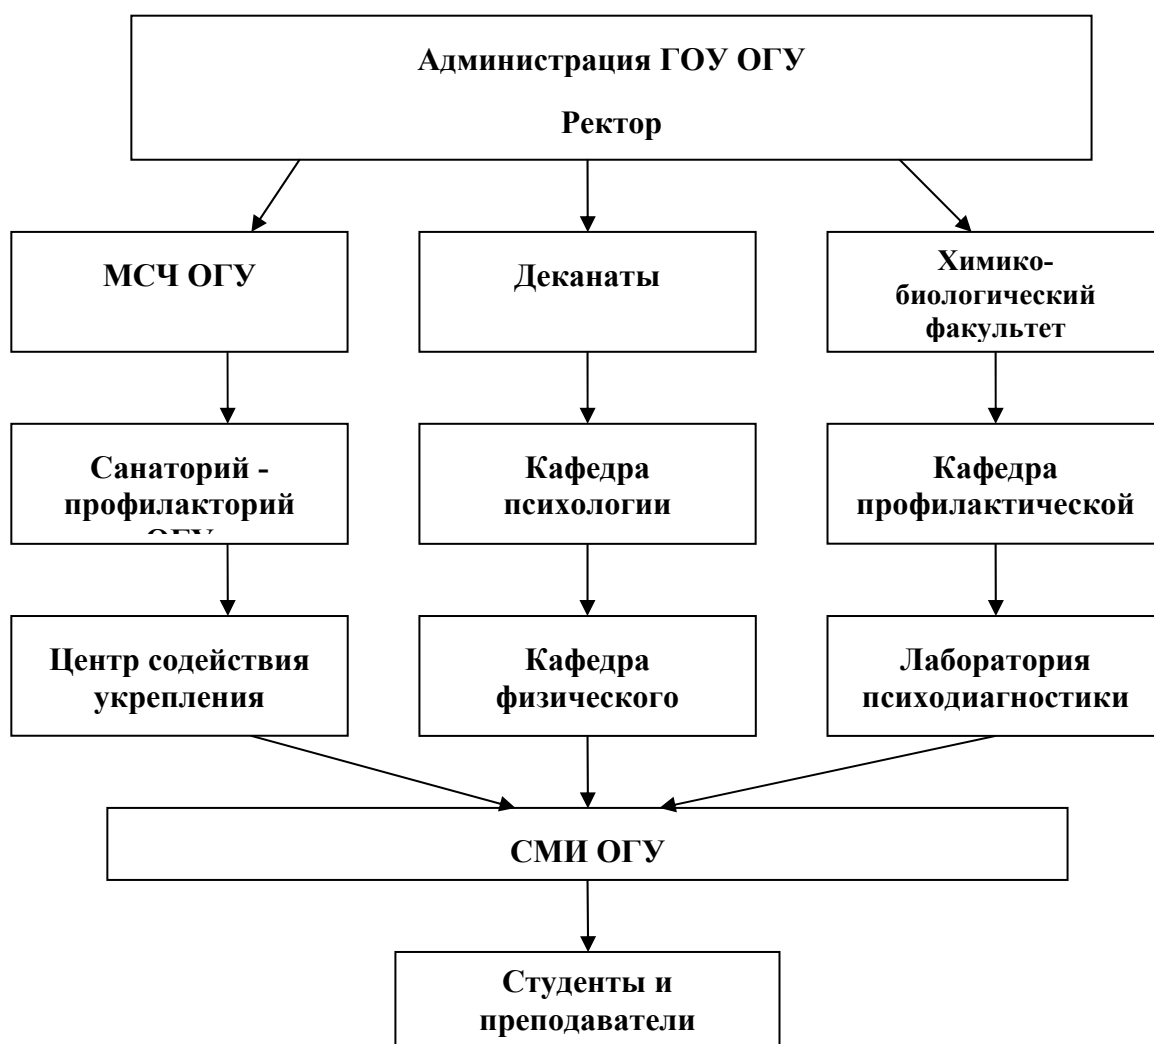 Администрация ГОУ ОГУ
Ректор
МСЧ ОГУ
Деканаты
Химико-
биологический
факультет
Санаторий -
профилакторий
ОГУ
Кафедра
психологии
Кафедра
профилактической
Центр содействия
укрепления
Кафедра
физического
Лаборатория
психодиагностики
СМИ ОГУ
Студенты и
преподаватели